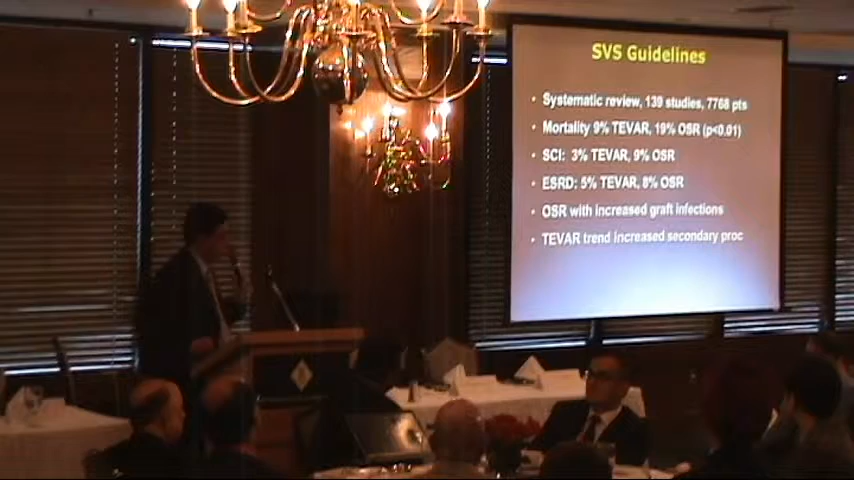 SVS Guidelines
• Systematic review, 139 studies, 7768 pts
• Mortality 9% TEVAR, 19% OSR (p<0.01)
• SCI: 3% TEVAR, 9% OSR
• ESRD: 5% TEVAR, 8% OSR
• OSR with increased graft infections
• TEVAR trend increased secondary proc